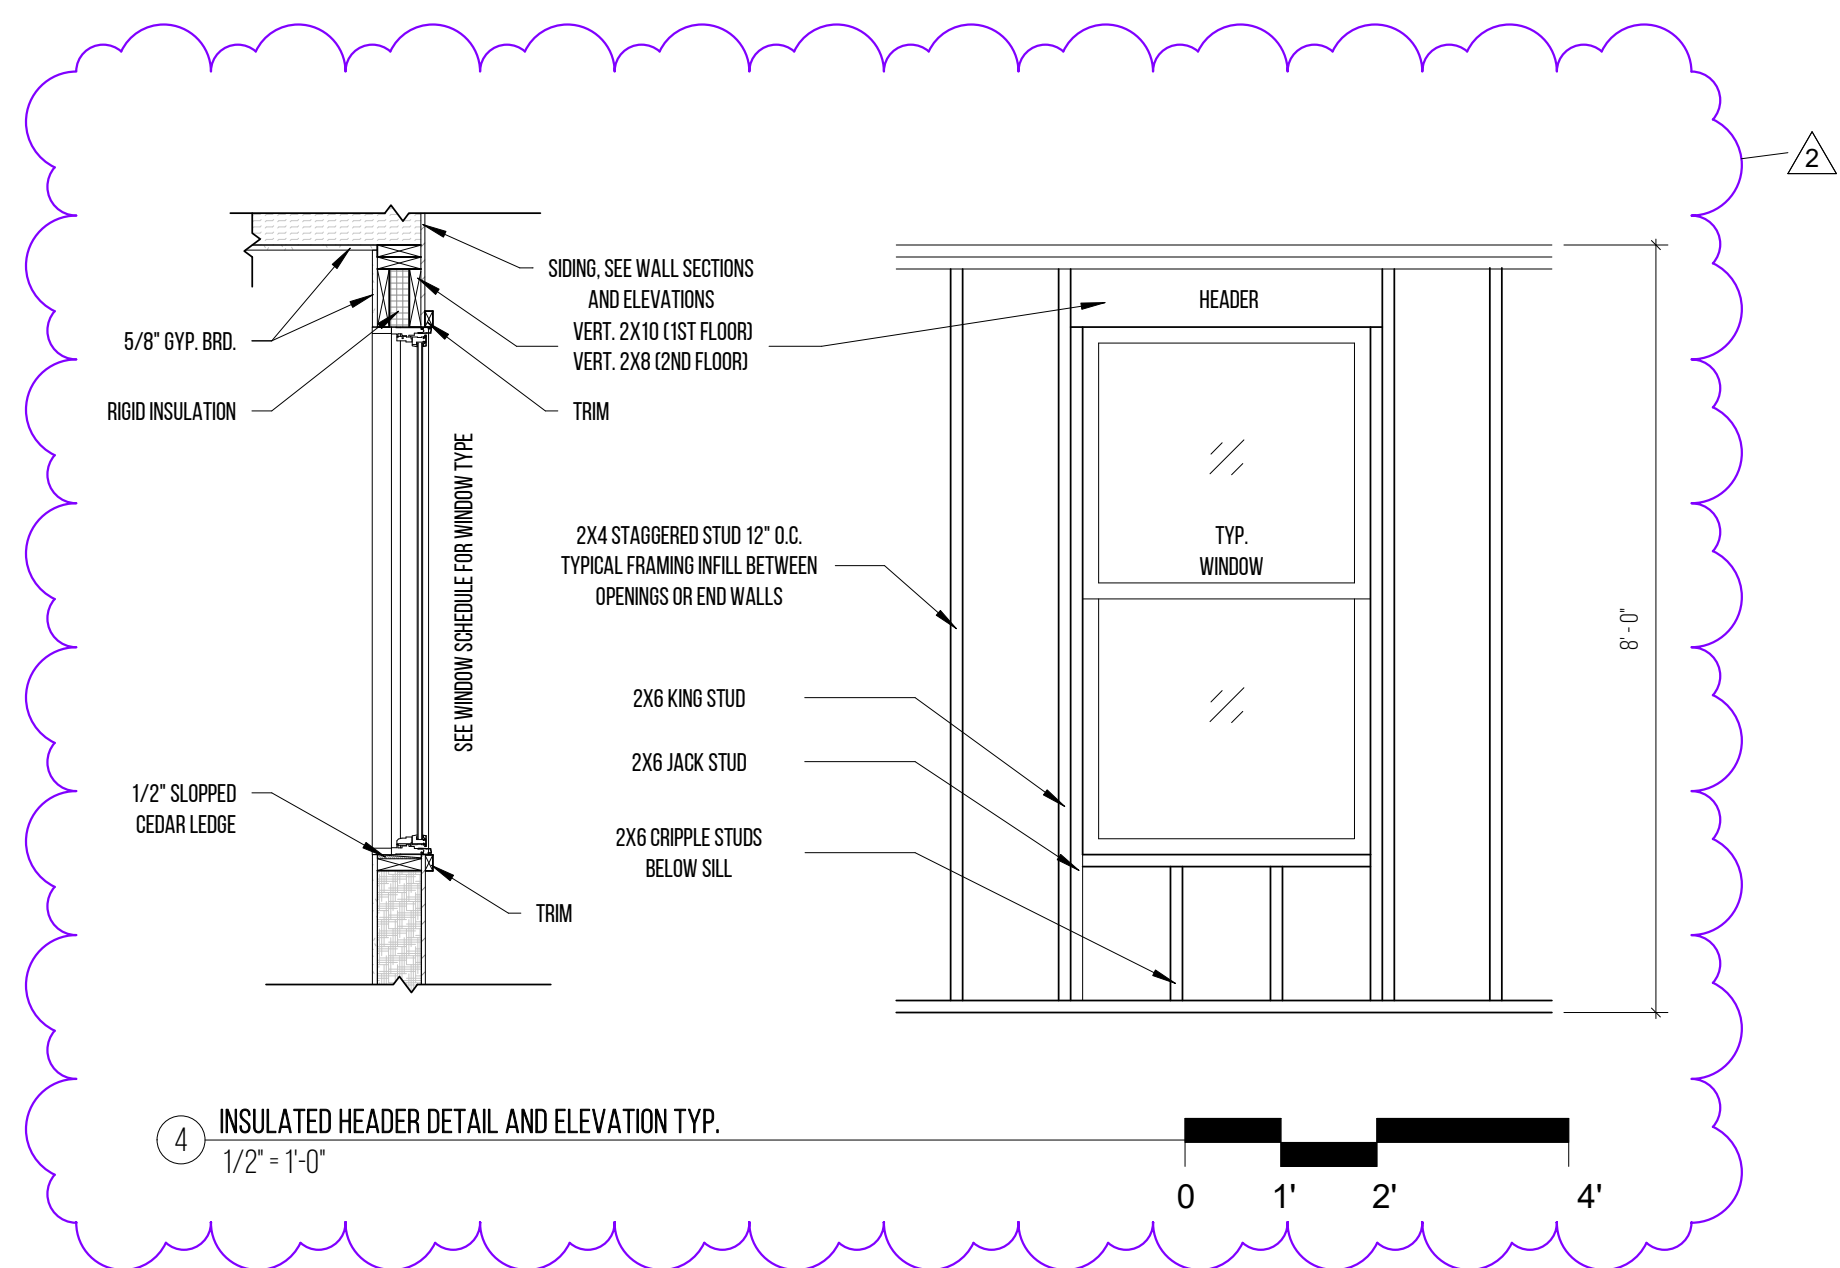 2
SIDING, SEE WALL SECTIONS
AND ELEVATIONS
VERT. 2X10 (1ST FLOOR)
VERT. 2X8 (2ND FLOOR)
5/8" GYP. BRD.
RIGID INSULATION
TRIM
SEE WINDOW SCHEDULE FOR WINDOW TYPE
1/2" SLOPPED
CEDAR LEDGE
TRIM
HEADER
TYP.
WINDOW
2X4 STAGGERED STUD 12" O.C.
TYPICAL FRAMING INFILL BETWEEN
OPENINGS OR END WALLS
2X6 KING STUD
2X6 JACK STUD
2X6 CRIPPLE STUDS
BELOW SILL
8' - 0"
4
INSULATED HEADER DETAIL AND ELEVATION TYP.
1/2" = 1'-0"
0 1' 2' 4'